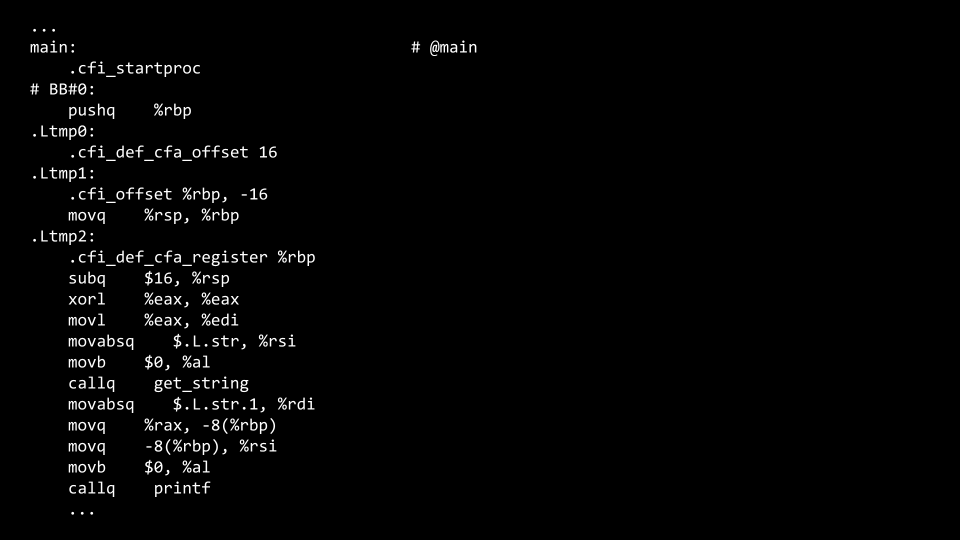 ...
main:                                   # @main
    .cfi_startproc
# BB#0:
    pushq    %rbp
.Ltmp0:
    .cfi_def_cfa_offset 16
.Ltmp1:
    .cfi_offset %rbp, -16
    movq    %rsp, %rbp
.Ltmp2:
    .cfi_def_cfa_register %rbp
    subq    $16, %rsp
    xorl    %eax, %eax
    movl    %eax, %edi
    movabsq    $.L.str, %rsi
    movb    $0, %al
    callq    get_string
    movabsq    $.L.str.1, %rdi
    movq    %rax, -8(%rbp)
    movq    -8(%rbp), %rsi
    movb    $0, %al
    callq    printf
    ...